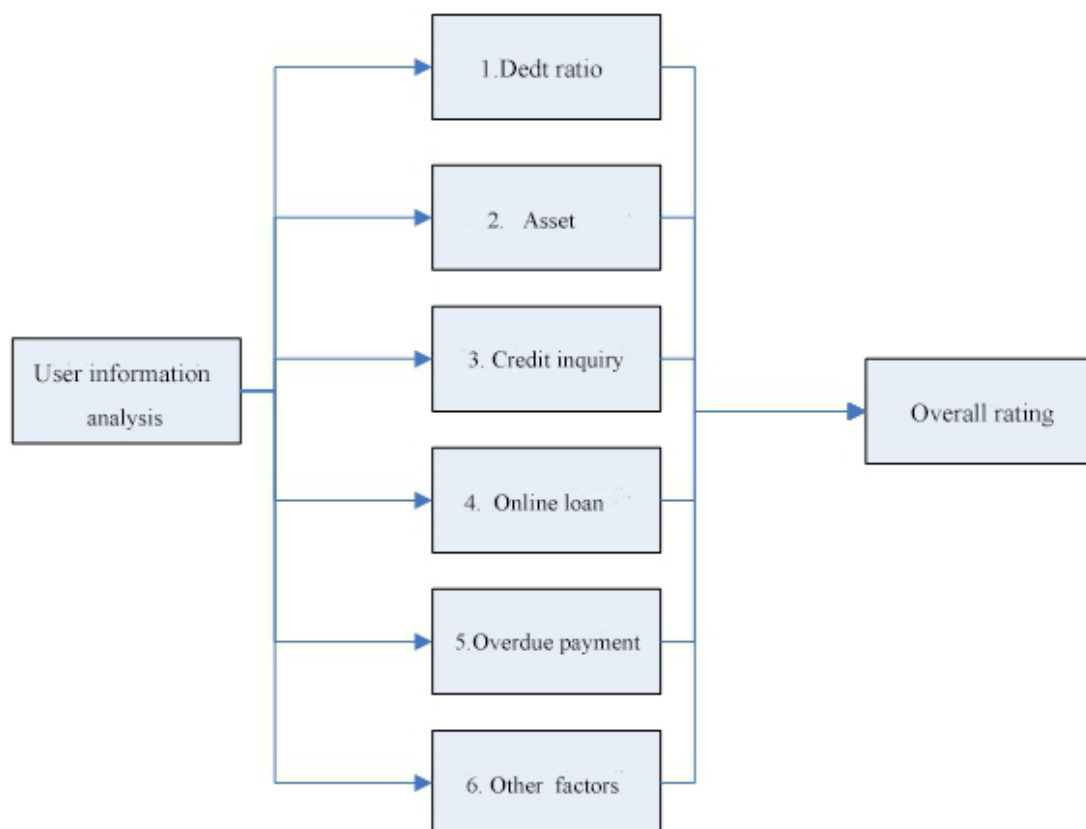 1.Dedt ratio
2. Asset
3. Credit inquiry
User information
analysis
Overall rating
4. Online loan
5.Overdue payment
6. Other factors